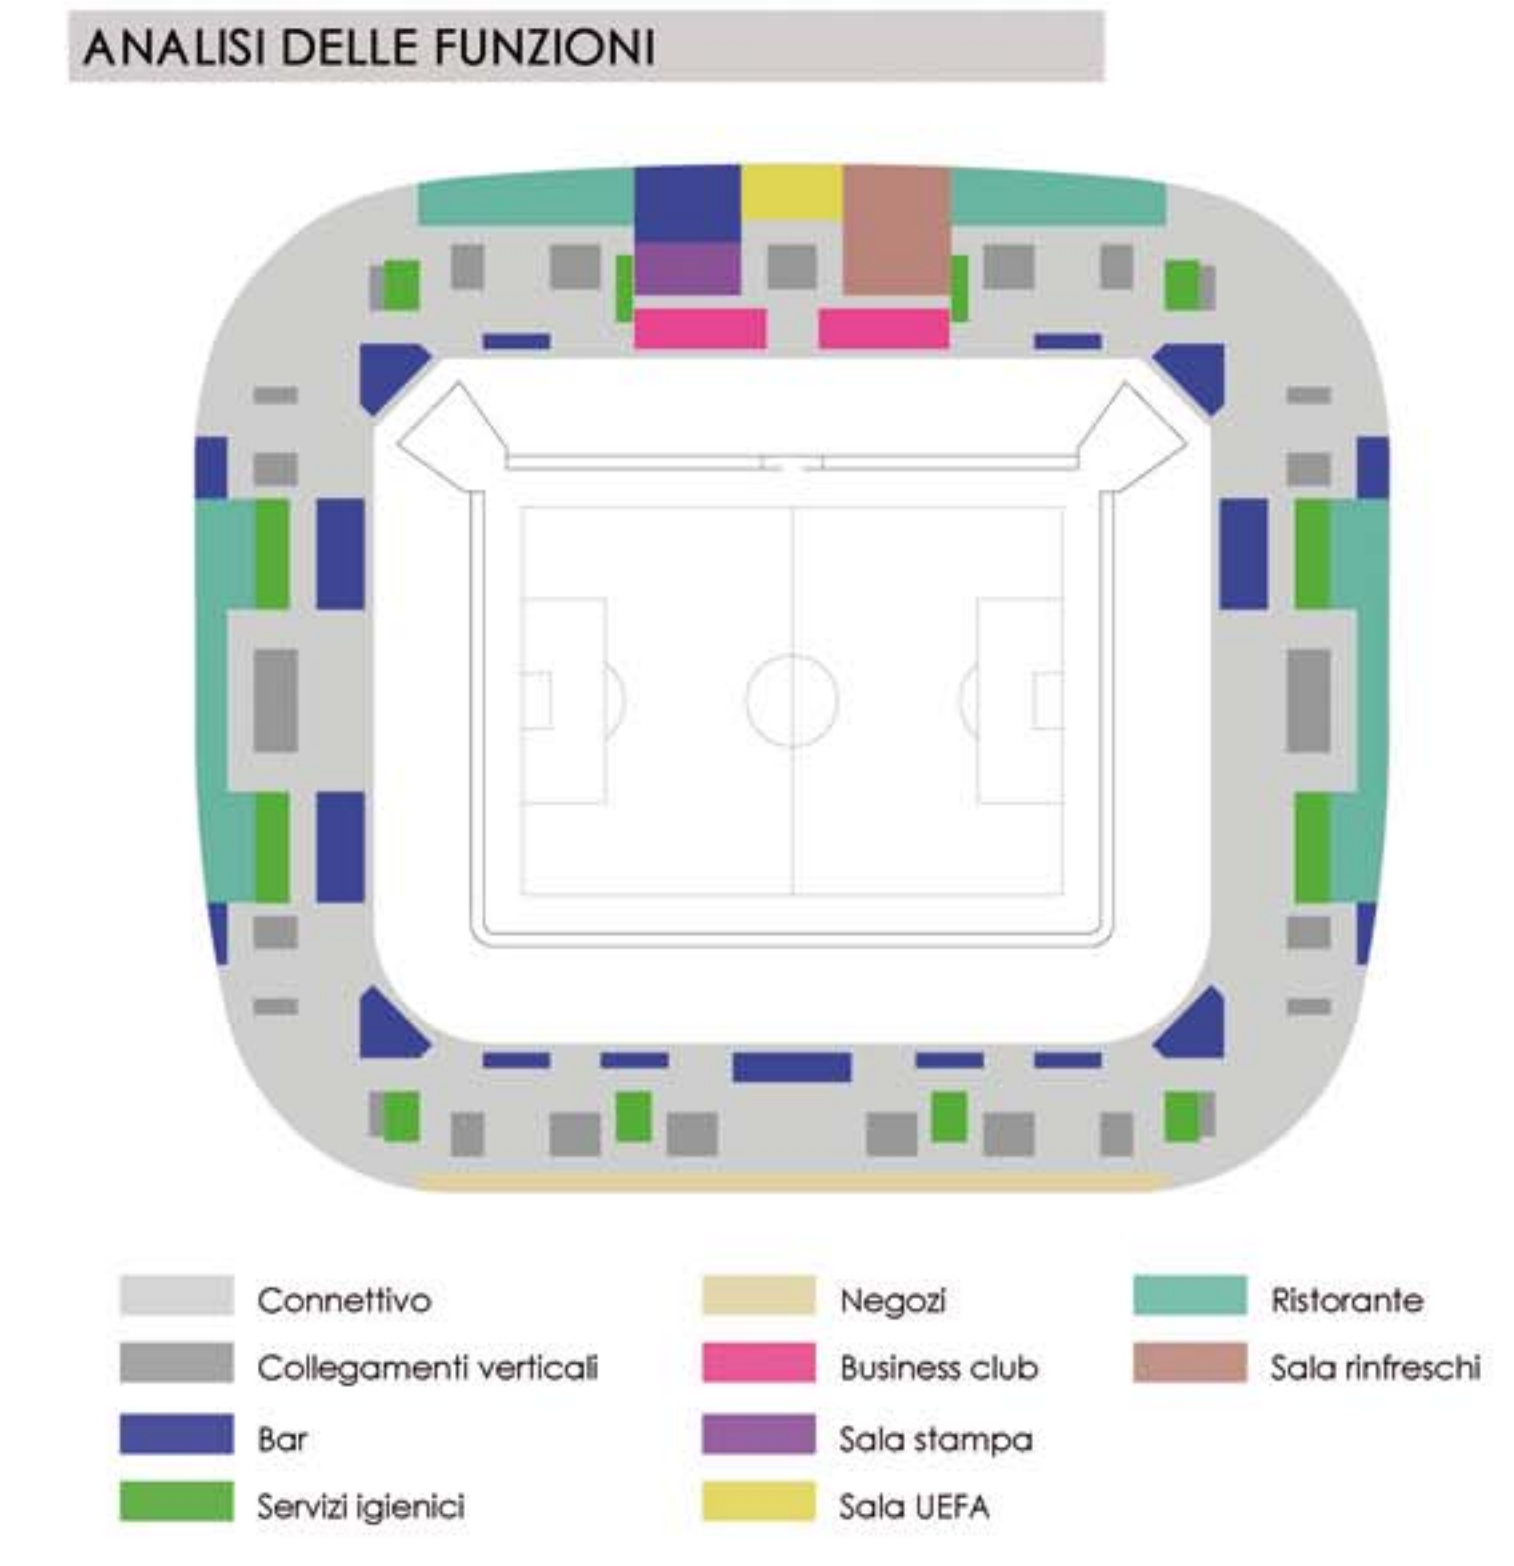 ANALISI DELLE FUNZIONI
Connettivo
Collegamenti verticali
Bar
Servizi igienici
Negozi
Business club
Sala stampa
Sala UEFA
Ristorante
Sala rinfreschi